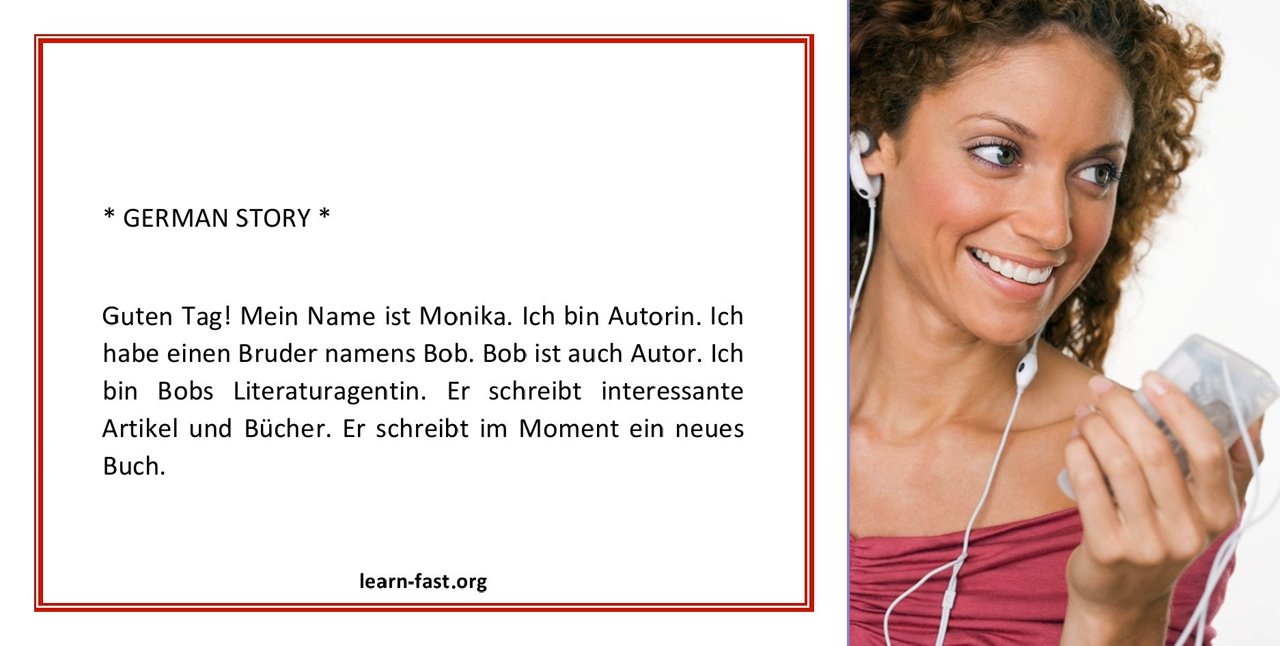 * GERMAN STORY *
Guten Tag! Mein Name ist Monika. Ich bin Autorin. Ich
habe einen Bruder namens Bob. Bob ist auch Autor. Ich
bin Bobs Literaturagentin. Er schreibt interessante
Artikel und Bücher. Er schreibt im Moment ein neues
Buch.
learn-fast.org